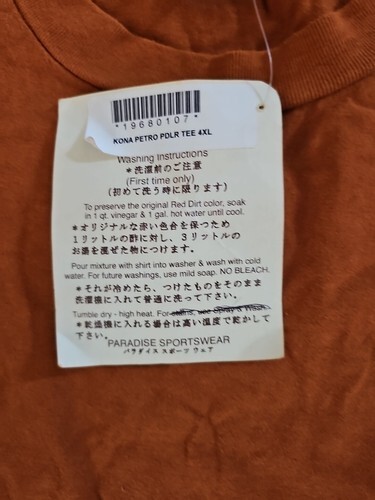 *19680107*
KONA PETRO PDLR TEE 4XL
Washing Instructions
*洗濯前のご注意
(First time only)
(初めて洗う時に限ります)
To preserve the original Red Dirt color, soak
in 1 qt. vinegar & 1 gal. hot water until cool.
*オリジナルな赤い色合を保つため
1リットルの酢に対し、3リットルの
お湯を混ぜた物につけます。
Pour mixture with shirt into washer & wash with cold
water. For future washings, use mild soap. NO BLEACH.
*それが冷めたら、つけたものをそのまま
洗濯機に入れて普通に洗って下さい。
Tumble dry - high heat. For stains, use Spray & Wash.
*乾燥機に入れる場合は高い温度で乾かして
下さい。
PARADISE SPORTSWEAR
パラダイス スポーツ ウェア